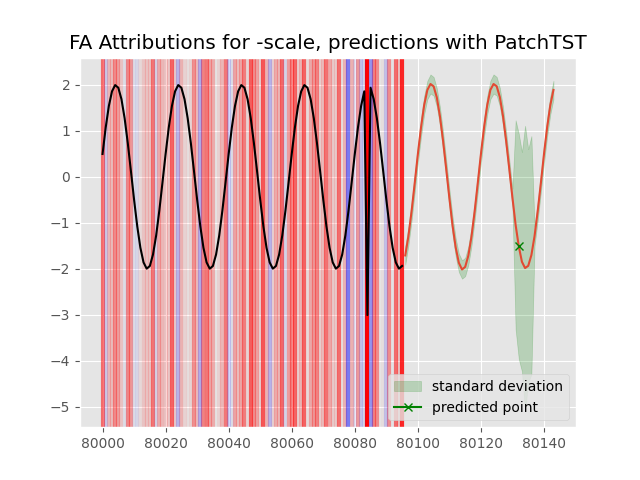 FA Attributions for -scale, predictions with PatchTST
2
1
0
−1
−2
−3
−4
−5
standard deviation
predicted point
80000 80020 80040 80060 80080 80100 80120 80140